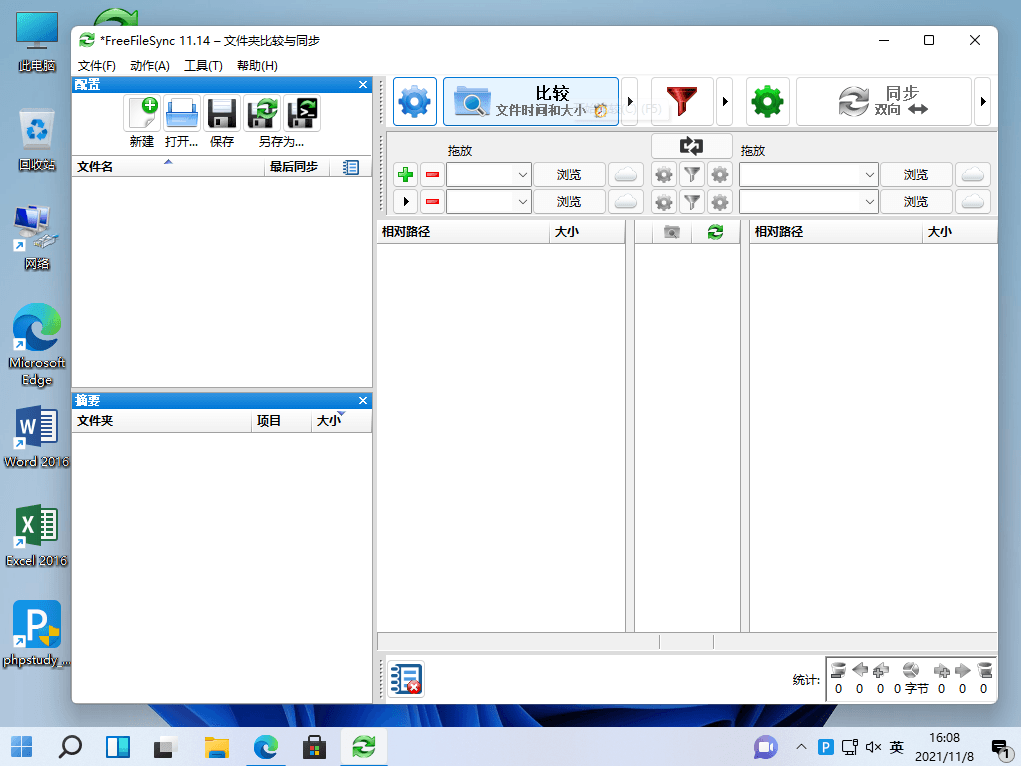 此电脑
回收站
网络
Microsoft
Edge
Word 2016
Excel 2016
phpstudy_...
*FreeFileSync 11.14 – 文件夹比较与同步
文件(F) 动作(A) 工具(T) 帮助(H)
配置
新建 打开... 保存 另存为...
文件名 最后同步
摘要
文件夹 项目 大小
比较
文件时间和大小
(F5)
同步
双向
拖放 拖放
浏览 浏览
浏览 浏览
相对路径 大小 相对路径 大小
统计: 0 0 0 0 字节 0 0 0
英
16:08
2021/11/8
1